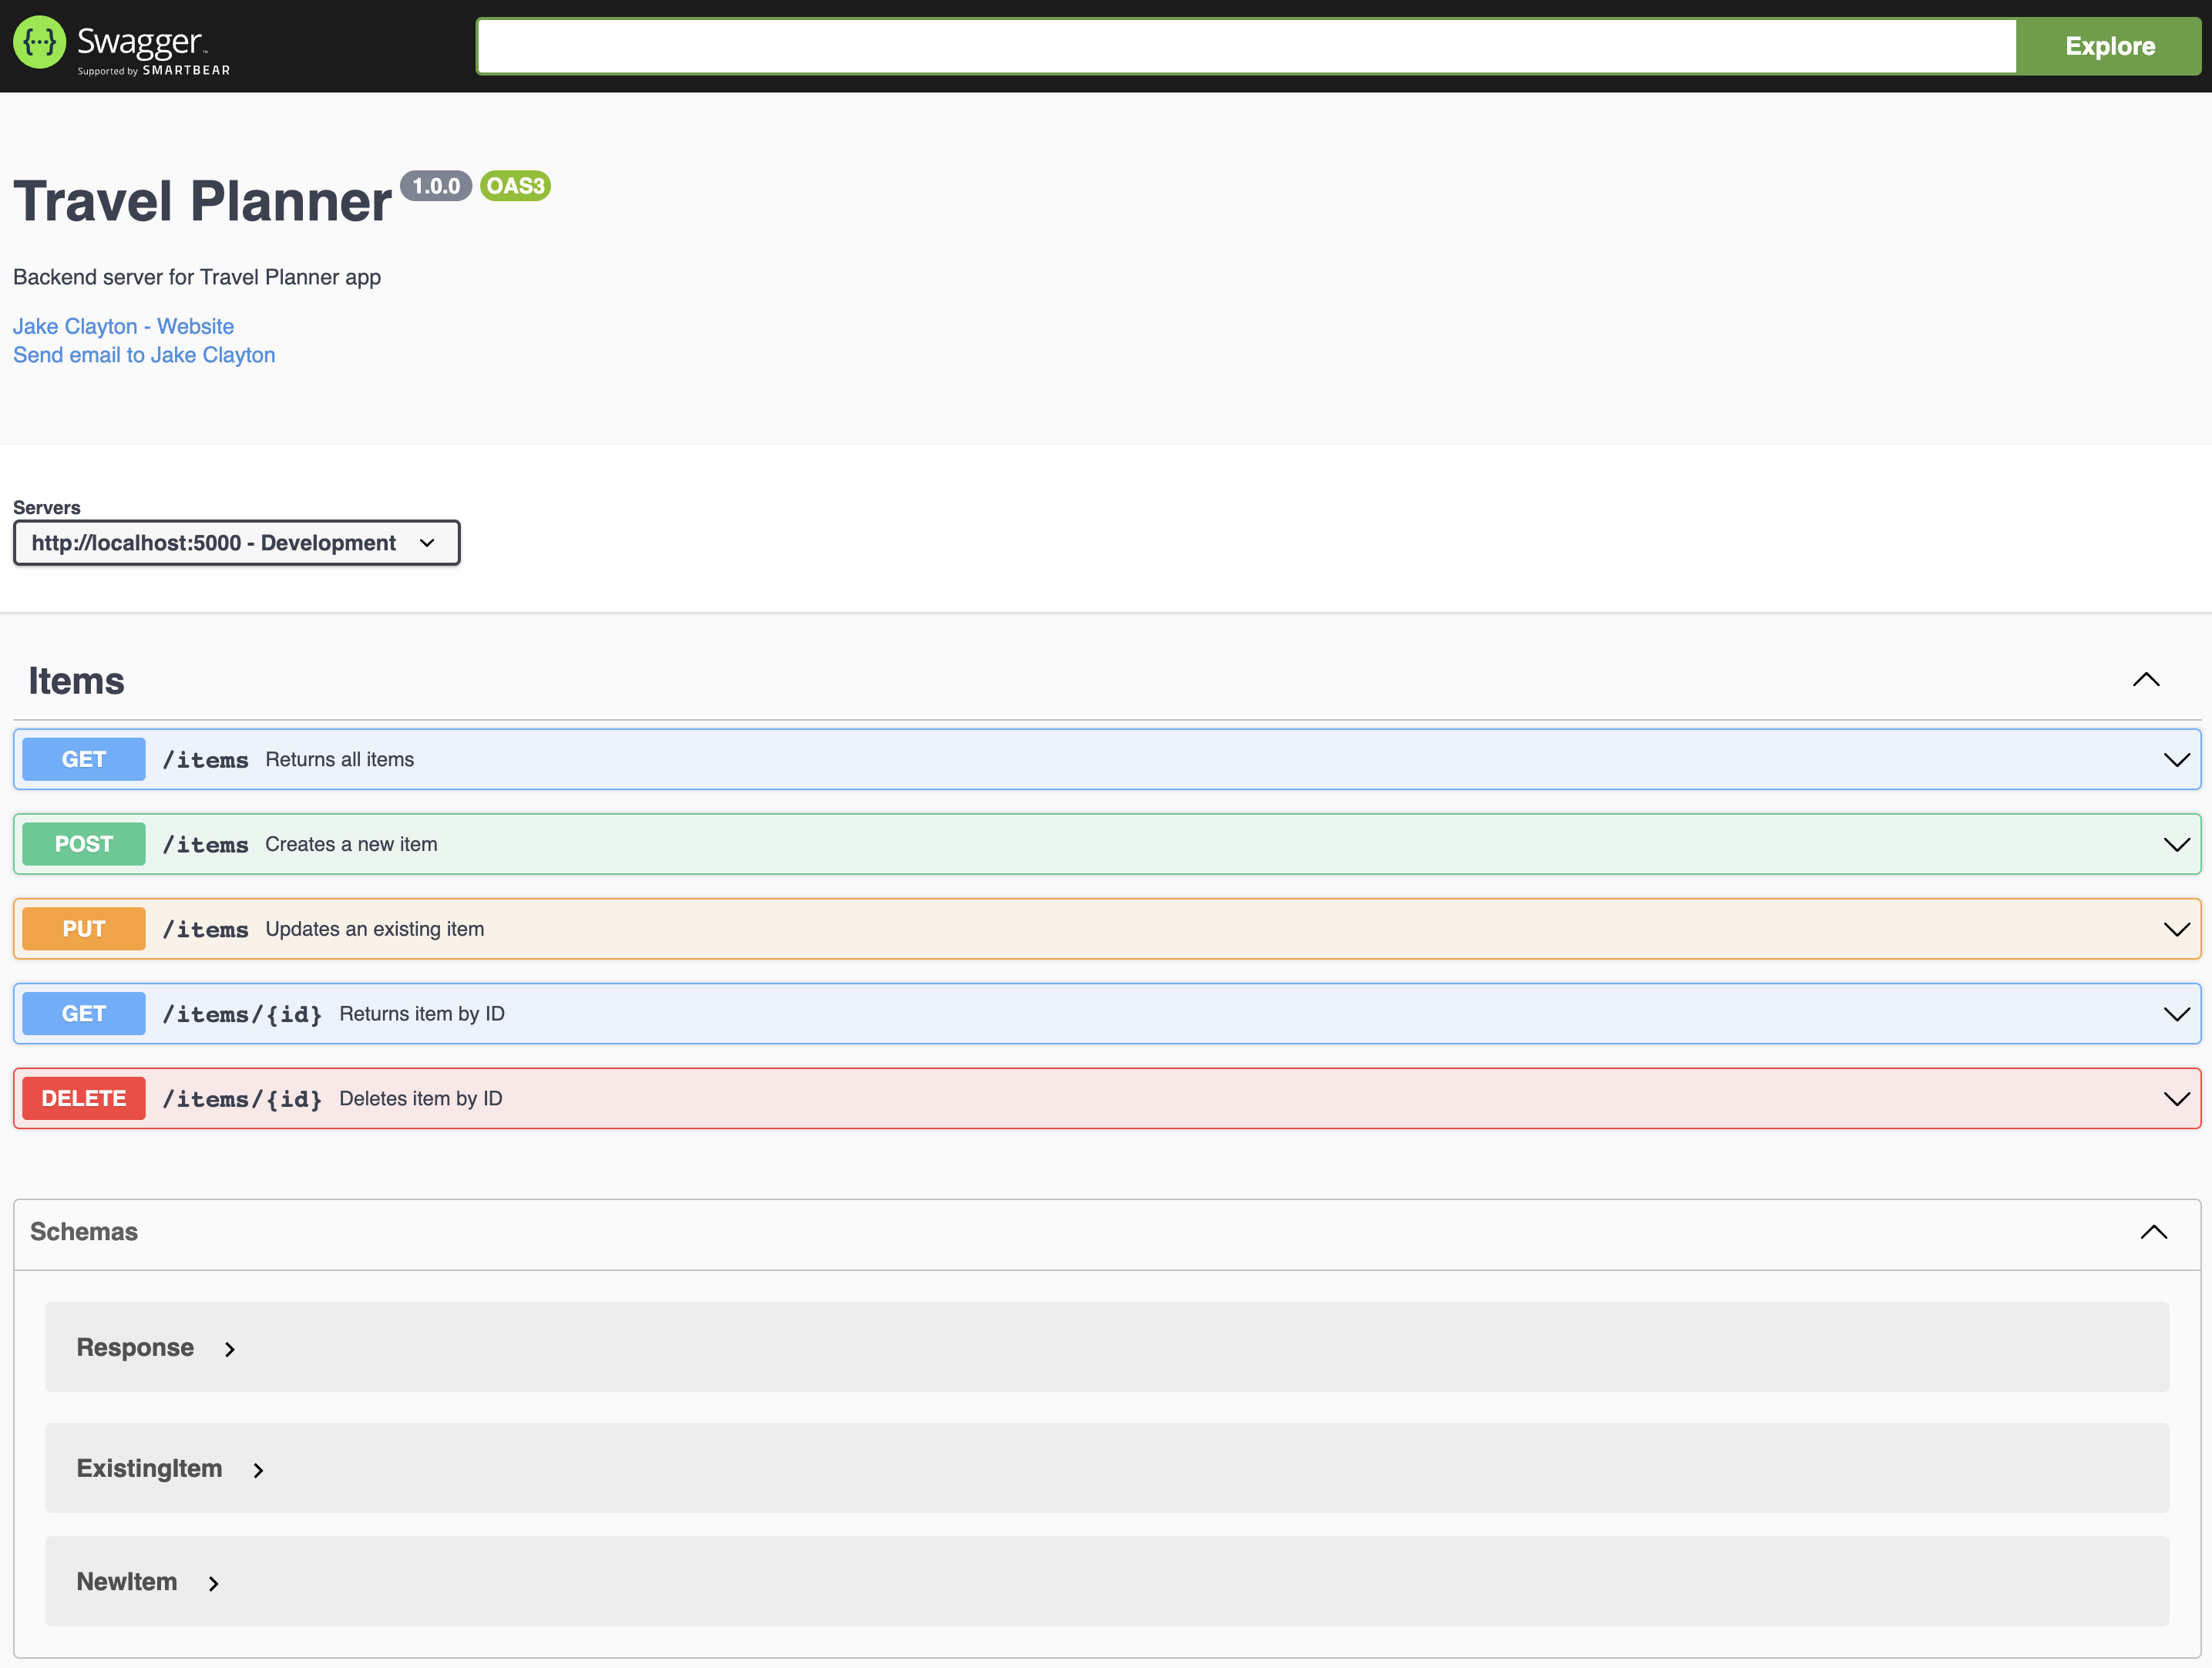 {···} Swagger™
Supported by SMARTBEAR
Explore
Travel Planner 1.0.0 OAS3
Backend server for Travel Planner app
Jake Clayton - Website
Send email to Jake Clayton
Servers
http://localhost:5000 - Development
Items
GET /items Returns all items
POST /items Creates a new item
PUT /items Updates an existing item
GET /items/{id} Returns item by ID
DELETE /items/{id} Deletes item by ID
Schemas
Response
ExistingItem
NewItem